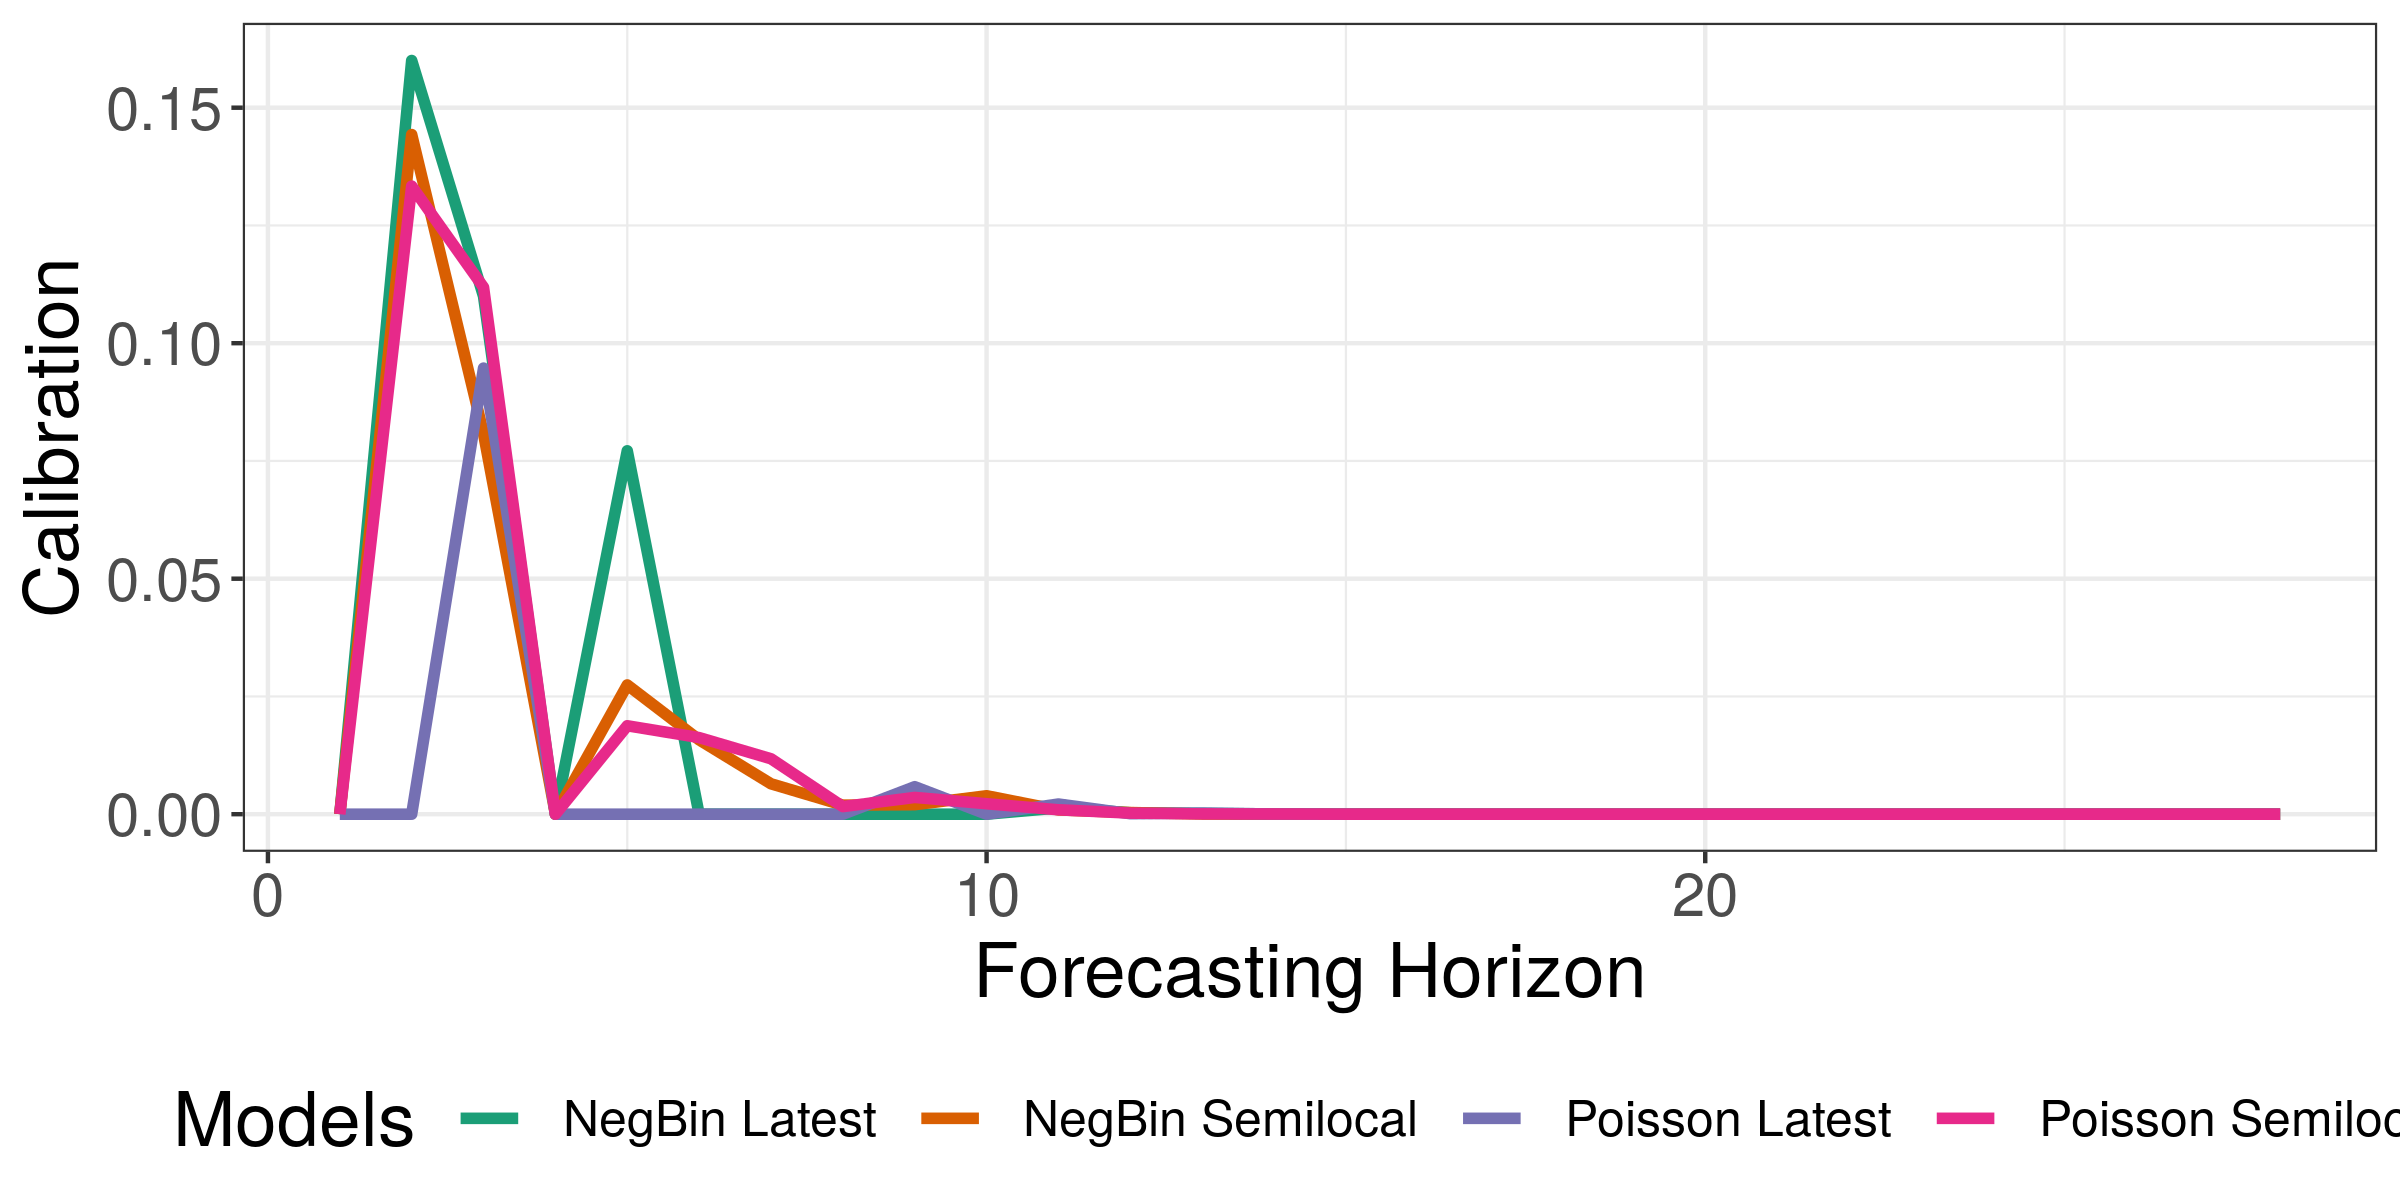 Calibration
0.15
0.10
0.05
0.00
0 10 20
Forecasting Horizon
Models NegBin Latest NegBin Semilocal Poisson Latest Poisson